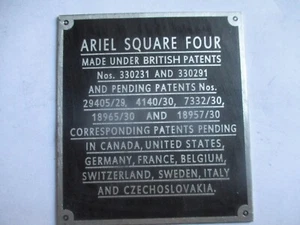 ARIEL SQUARE FOUR
MADE UNDER BRITISH PATENTS
Nos. 330231 AND 330291
AND PENDING PATENTS Nos.
29405/29, 4140/30, 7332/30,
18965/30 AND 18957/30
CORRESPONDING PATENTS PENDING
IN CANADA, UNITED STATES,
GERMANY, FRANCE, BELGIUM,
SWITZERLAND, SWEDEN, ITALY
AND CZECHOSLOVAKIA.